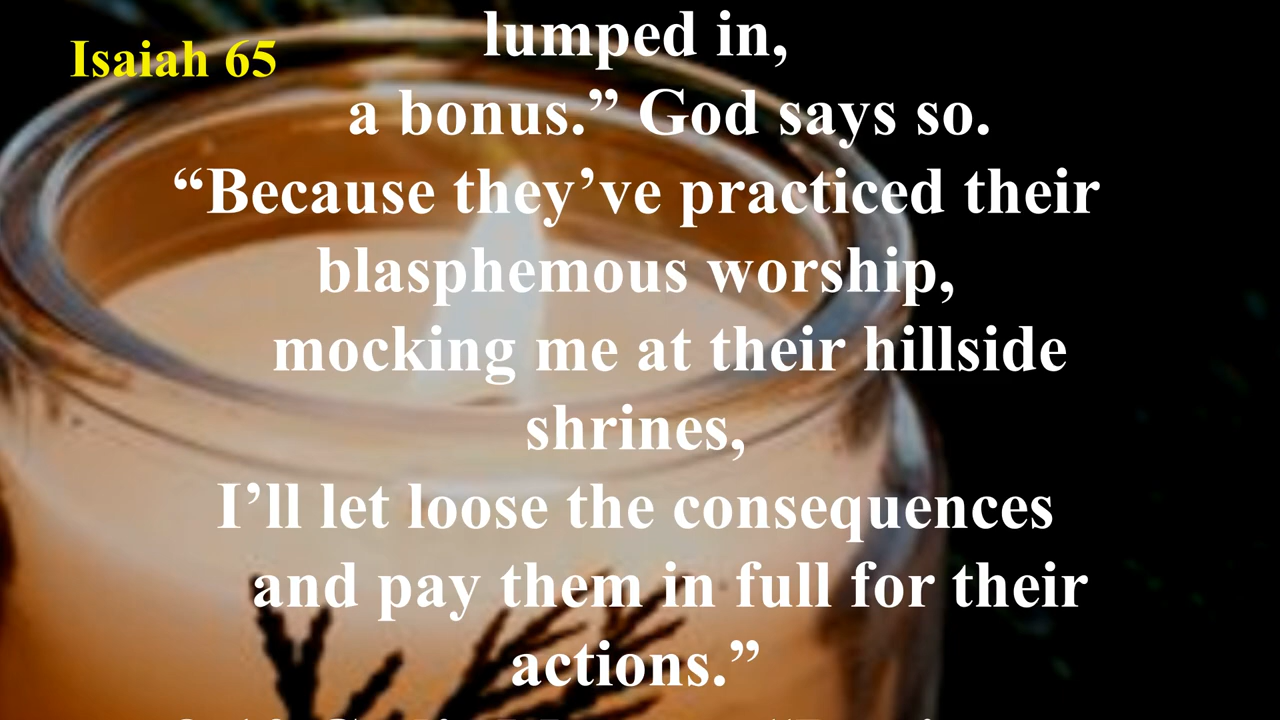 Isaiah 65
lumped in,
a bonus.” God says so.
“Because they’ve practiced their
blasphemous worship,
mocking me at their hillside
shrines,
I’ll let loose the consequences
and pay them in full for their
actions.”